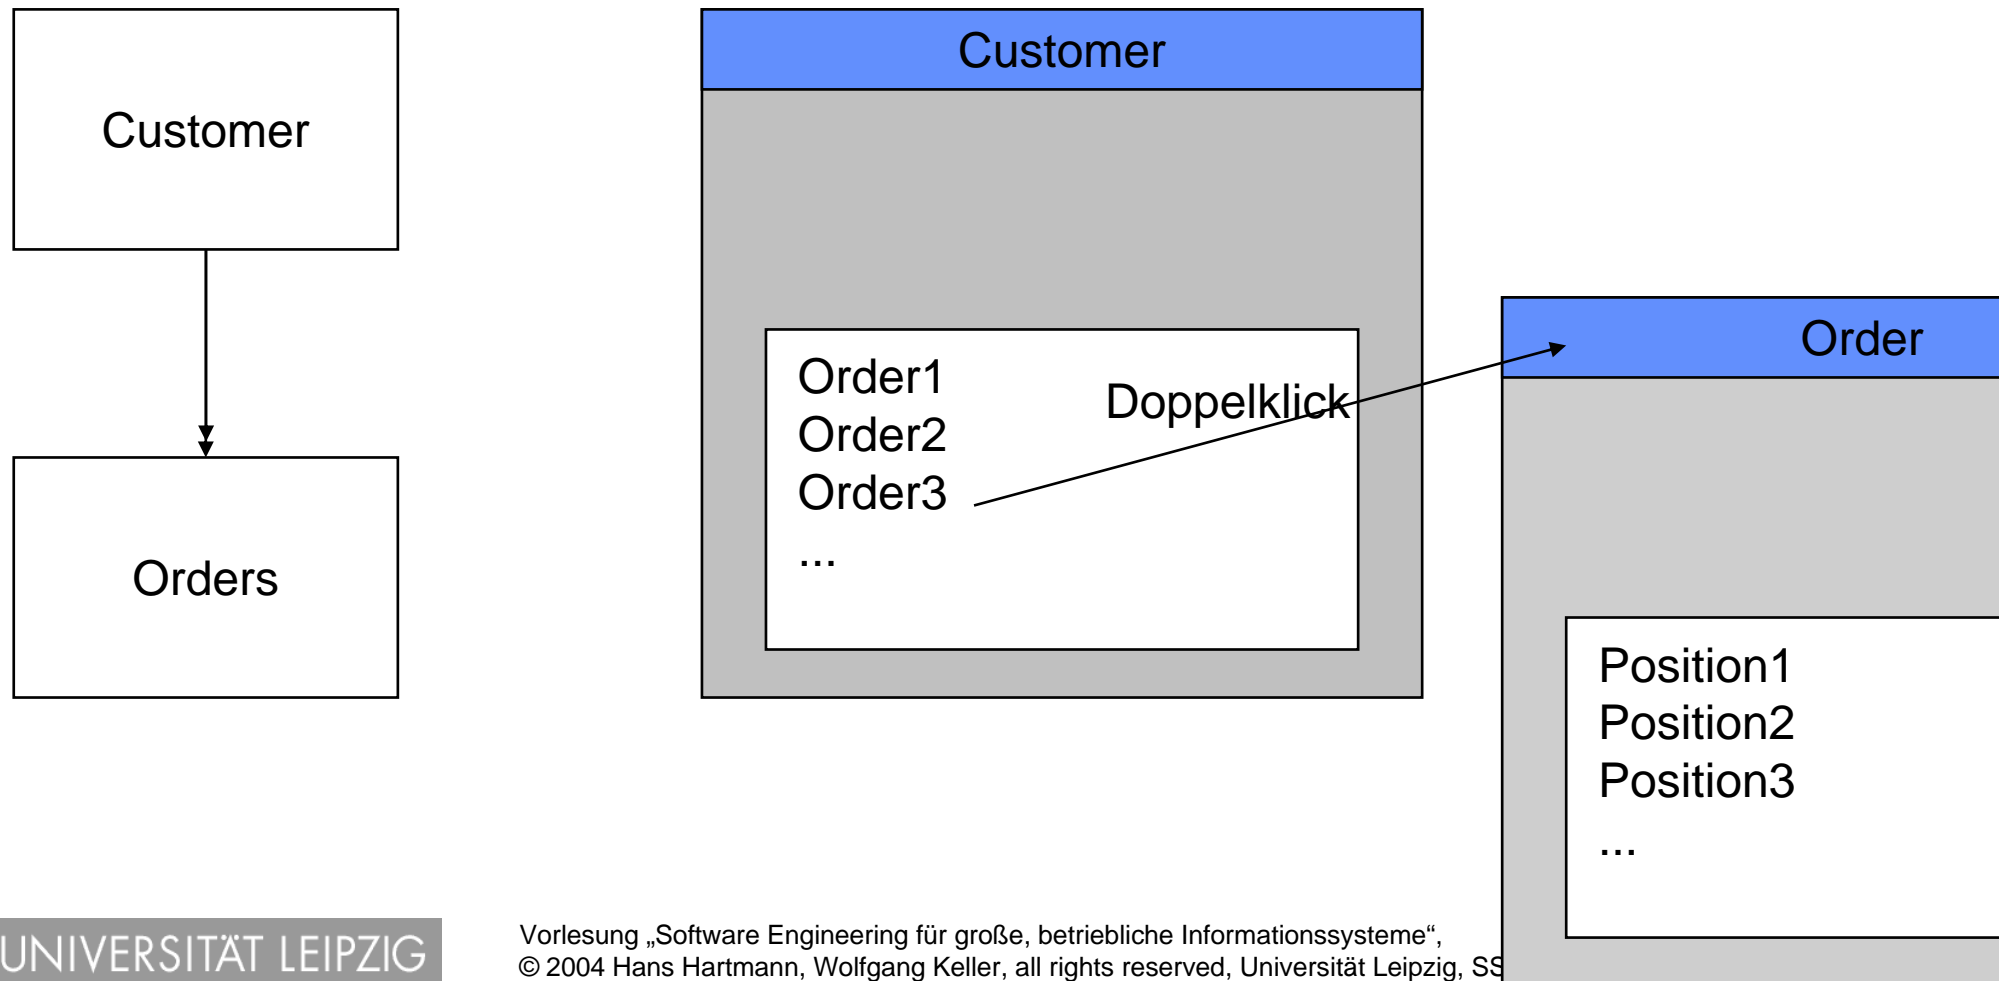 Customer
Orders
Customer
Order1
Order2
Order3
...
Doppelklick
Order
Position1
Position2
Position3
...
UNIVERSITÄT LEIPZIG
Vorlesung „Software Engineering für große, betriebliche Informationssysteme“,
© 2004 Hans Hartmann, Wolfgang Keller, all rights reserved, Universität Leipzig,